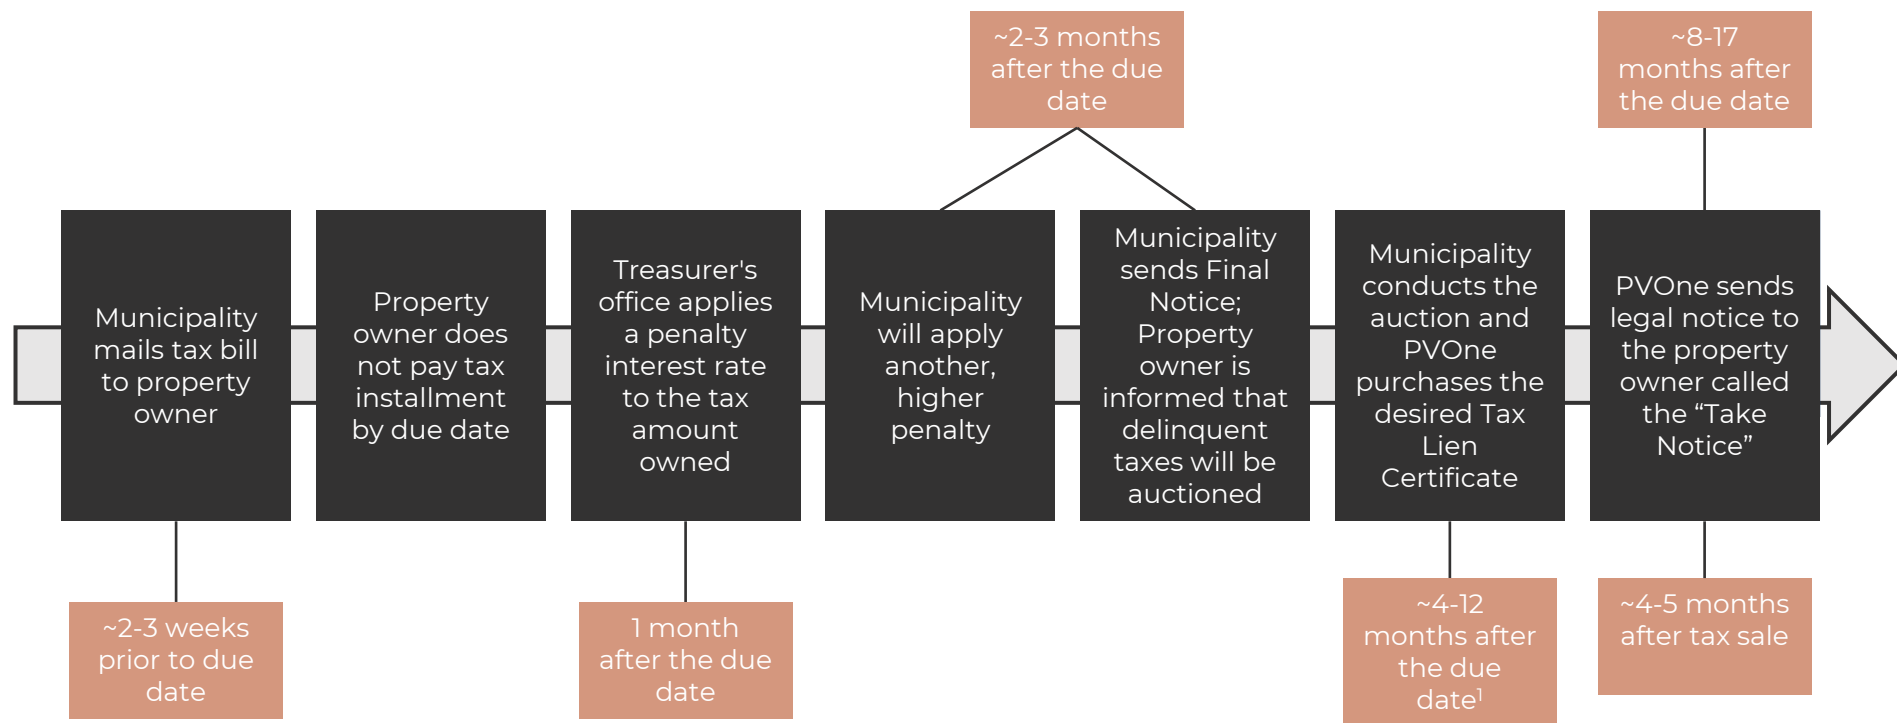 ~2-3 months
after the due
date
~8-17
months after
the due date
Municipality
mails tax bill
to property
owner
Property
owner does
not pay tax
installment
by due date
Treasurer's
office applies
a penalty
interest rate
to the tax
amount
owned
Municipality
will apply
another,
higher
penalty
Municipality
sends Final
Notice;
Property
owner is
informed that
delinquent
taxes will be
auctioned
Municipality
conducts the
auction and
PVOne
purchases the
desired Tax
Lien
Certificate
PVOne sends
legal notice to
the property
owner called
the “Take
Notice”
~2-3 weeks
prior to due
date
1 month
after the due
date
~4-12
months after
the due
date¹
~4-5 months
after tax sale